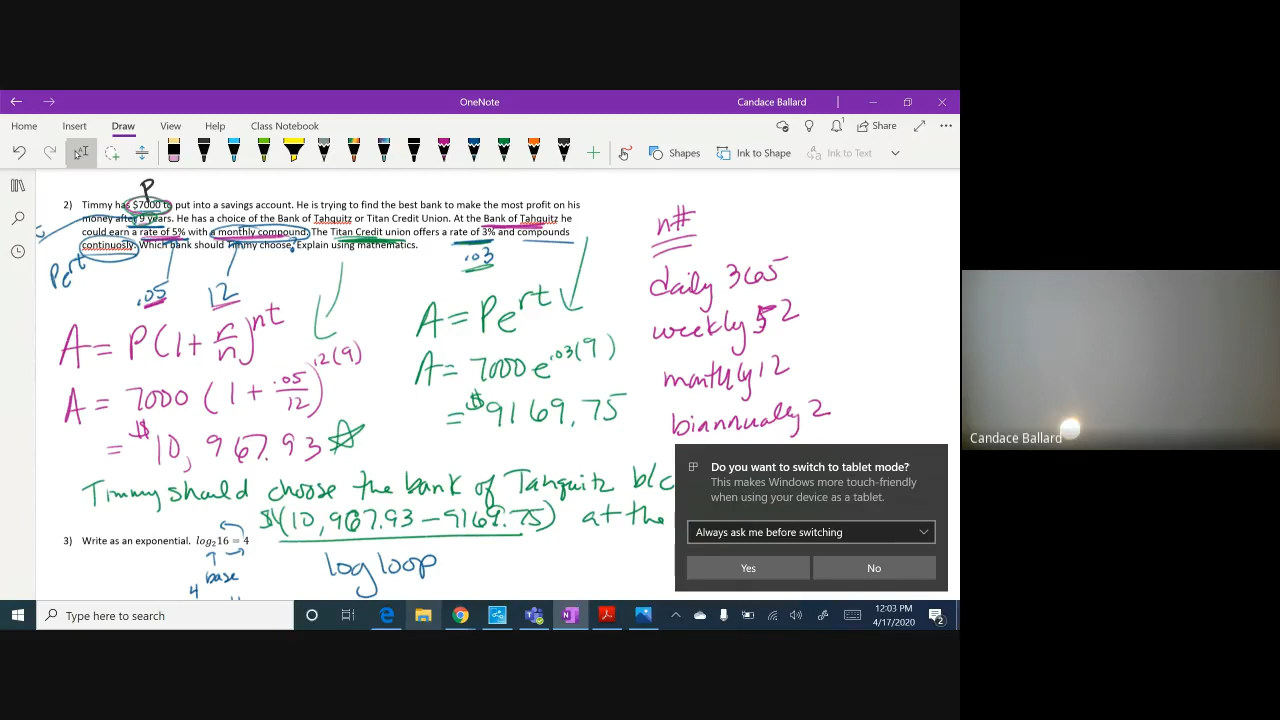 OneNote
Candace Ballard
Home Insert Draw View Help Class Notebook
Share
Shapes Ink to Shape Ink to Text
P
2) Timmy has $7000 to put into a savings account. He is trying to find the best bank to make the most profit on his
money after 9 years. He has a choice of the Bank of Tahquitz or Titan Credit Union. At the Bank of Tahquitz he
could earn a rate of 5% with a monthly compound. The Titan Credit union offers a rate of 3% and compounds
continuosly. Which bank should Timmy choose? Explain using mathematics.
Pe^rt
.05 12
.03
A = P(1 + r/n)^nt
A = 7000 (1 + .05/12)^12(9)
= $10,967.93
A = Pe^rt
A = 7000 e^.03(9)
= $9169.75
n#
daily 365
weekly 52
monthly 12
biannually 2
Timmy should choose the bank of Tahquitz b/c
$(10,967.93 – 9169.75) at the
3) Write as an exponential. log₂16 = 4
base
4
log loop
Do you want to switch to tablet mode?
This makes Windows more touch-friendly
when using your device as a tablet.
Always ask me before switching
Yes No
Type here to search
12:03 PM
4/17/2020
2
Candace Ballard